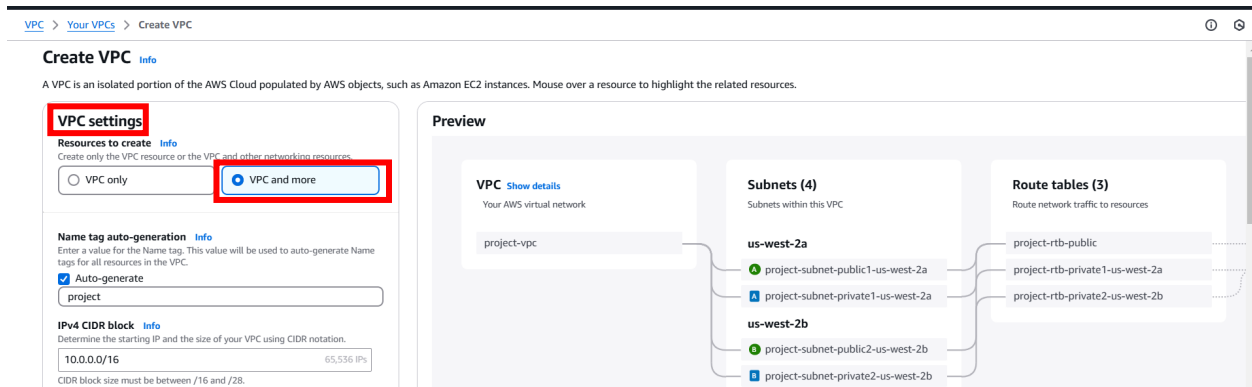 VPC > Your VPCs > Create VPC
Create VPC Info
A VPC is an isolated portion of the AWS Cloud populated by AWS objects, such as Amazon EC2 instances. Mouse over a resource to highlight the related resources.
VPC settings
Resources to create Info
Create only the VPC resource or the VPC and other networking resources.
VPC only
VPC and more
Name tag auto-generation Info
Enter a value for the Name tag. This value will be used to auto-generate Name
tags for all resources in the VPC.
Auto-generate
project
IPv4 CIDR block Info
Determine the starting IP and the size of your VPC using CIDR notation.
10.0.0.0/16 65,536 IPs
CIDR block size must be between /16 and /28.
Preview
VPC Show details
Your AWS virtual network
project-vpc
Subnets (4)
Subnets within this VPC
us-west-2a
A project-subnet-public1-us-west-2a
A project-subnet-private1-us-west-2a
us-west-2b
B project-subnet-public2-us-west-2b
B project-subnet-private2-us-west-2b
Route tables (3)
Route network traffic to resources
project-rtb-public
project-rtb-private1-us-west-2a
project-rtb-private2-us-west-2b